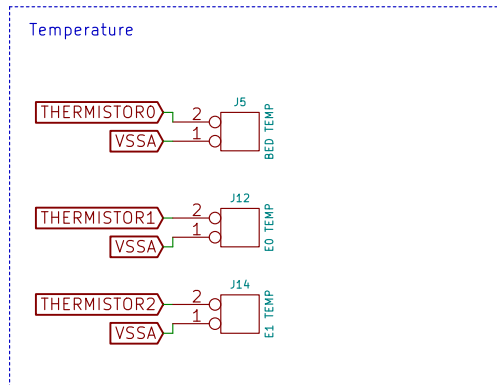 Temperature
J5
THERMISTOR0
2
VSSA
1
BED TEMP
J12
THERMISTOR1
2
VSSA
1
E0 TEMP
J14
THERMISTOR2
2
VSSA
1
E1 TEMP